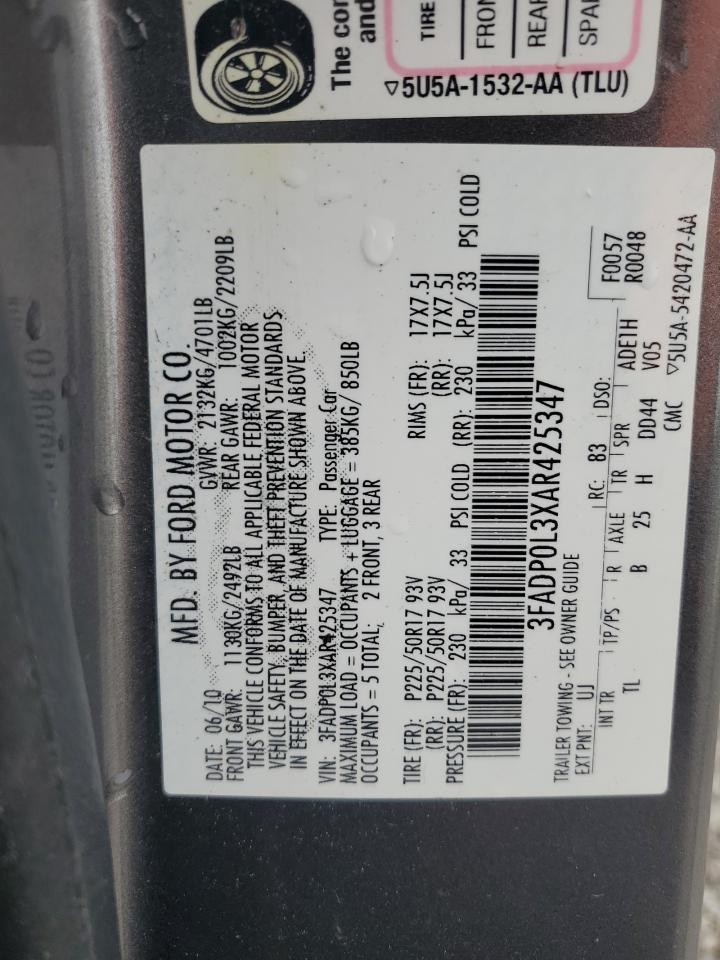 The cor
and
TIRE
FRON
REAR
SPAR
▽5U5A-1532-AA (TLU)
MFD. BY FORD MOTOR CO.
DATE: 06/10 GVWR: 2132KG/4701LB
FRONT GAWR: 1130KG/2492LB REAR GAWR: 1002KG/2209LB
THIS VEHICLE CONFORMS TO ALL APPLICABLE FEDERAL MOTOR
VEHICLE SAFETY, BUMPER, AND THEFT PREVENTION STANDARDS
IN EFFECT ON THE DATE OF MANUFACTURE SHOWN ABOVE.
VIN: 3FADP0L3XAR425347 TYPE: Passenger Car
MAXIMUM LOAD = OCCUPANTS + LUGGAGE = 385KG/ 850LB
OCCUPANTS = 5 TOTAL, 2 FRONT, 3 REAR
TIRE (FR): P225/50R17 93V RIMS (FR): 17X7.5J
(RR): P225/50R17 93V (RR): 17X7.5J
PRESSURE (FR): 230 kPa/ 33 PSI COLD (RR): 230 kPa/ 33 PSI COLD
3FADP0L3XAR425347
TRAILER TOWING - SEE OWNER GUIDE
EXT PNT: UJ RC: 83 DSO: F0057
R0048
INT TR TP/PS R AXLE TR SPR ADE1H
TL B 25 H DD44 V05
CMC ▽5U5A-5420472-AA